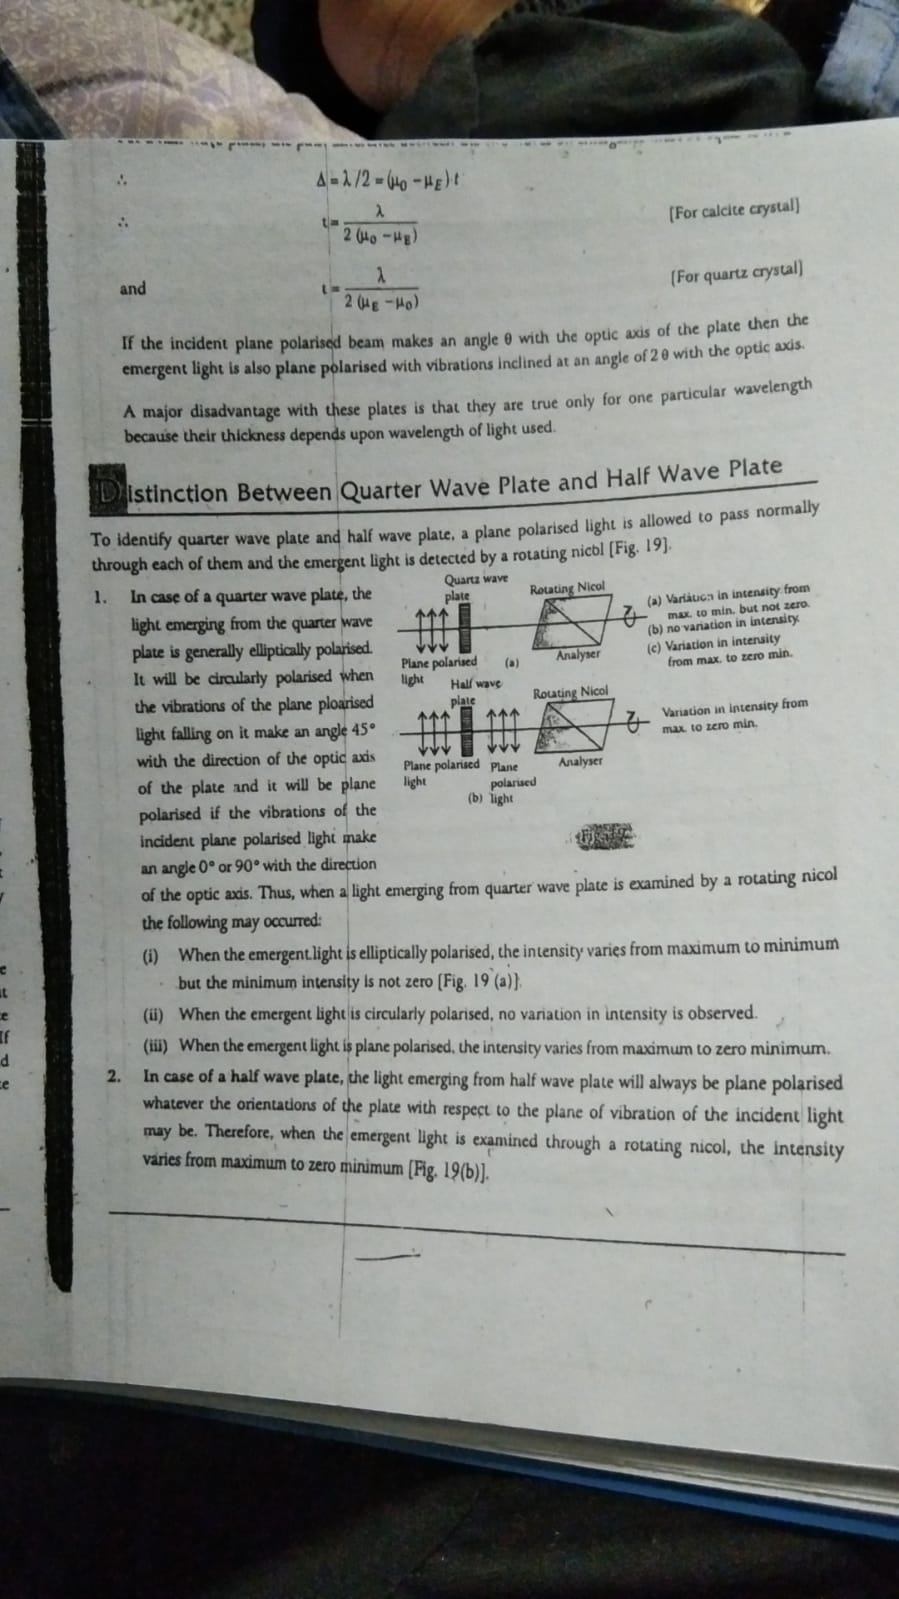 ∴ Δ = λ/2 = (μO − μE) t
∴ t = λ / 2 (μO − μE) [For calcite crystal]
and t = λ / 2 (μE − μO) [For quartz crystal]
If the incident plane polarised beam makes an angle θ with the optic axis of the plate then the
emergent light is also plane polarised with vibrations inclined at an angle of 2 θ with the optic axis.
A major disadvantage with these plates is that they are true only for one particular wavelength
because their thickness depends upon wavelength of light used.
Distinction Between Quarter Wave Plate and Half Wave Plate
To identify quarter wave plate and half wave plate, a plane polarised light is allowed to pass normally
through each of them and the emergent light is detected by a rotating nicol [Fig. 19].
1. In case of a quarter wave plate, the
light emerging from the quarter wave
plate is generally elliptically polarised.
It will be circularly polarised when
the vibrations of the plane ploarised
light falling on it make an angle 45°
with the direction of the optic axis
of the plate and it will be plane
polarised if the vibrations of the
incident plane polarised light make
an angle 0° or 90° with the direction
Quartz wave
plate
Rotating Nicol
Plane polarised
light
(a)
Analyser
(a) Variation in intensity from
max. to min. but not zero.
(b) no variation in intensity.
(c) Variation in intensity
from max. to zero min.
Half wave
plate
Rotating Nicol
Plane polarised
light
Plane
polarised
light
(b)
Analyser
Variation in intensity from
max. to zero min.
of the optic axis. Thus, when a light emerging from quarter wave plate is examined by a rotating nicol
the following may occurred:
(i) When the emergent light is elliptically polarised, the intensity varies from maximum to minimum
but the minimum intensity is not zero [Fig. 19 (a)].
(ii) When the emergent light is circularly polarised, no variation in intensity is observed.
(iii) When the emergent light is plane polarised, the intensity varies from maximum to zero minimum.
2. In case of a half wave plate, the light emerging from half wave plate will always be plane polarised
whatever the orientations of the plate with respect to the plane of vibration of the incident light
may be. Therefore, when the emergent light is examined through a rotating nicol, the intensity
varies from maximum to zero minimum [Fig. 19(b)].